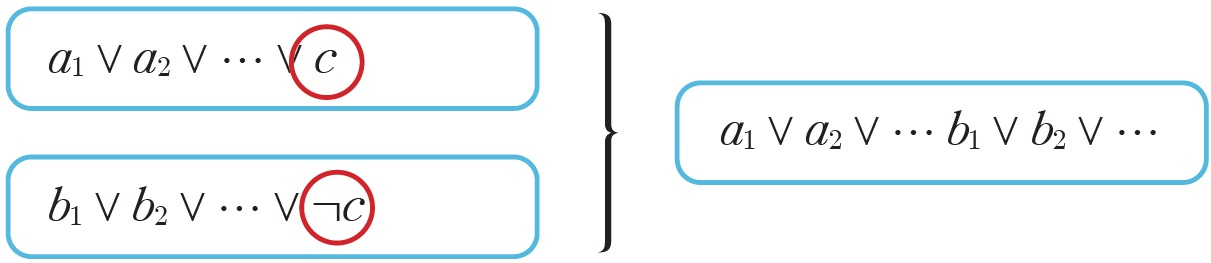 a₁ ∨ a₂ ∨ ⋯ ∨ c
b₁ ∨ b₂ ∨ ⋯ ∨ ¬c
a₁ ∨ a₂ ∨ ⋯ b₁ ∨ b₂ ∨ ⋯